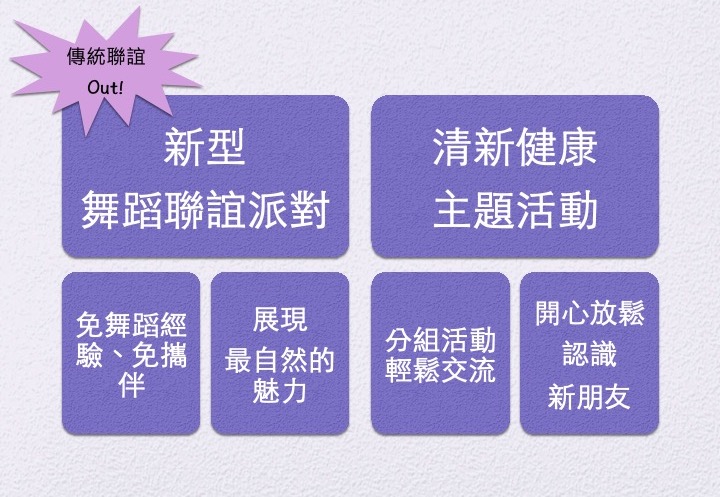 傳統聯誼
Out!
新型
舞蹈聯誼派對
清新健康
主題活動
免舞蹈經
驗、免攜
伴
展現
最自然的
魅力
分組活動
輕鬆交流
開心放鬆
認識
新朋友